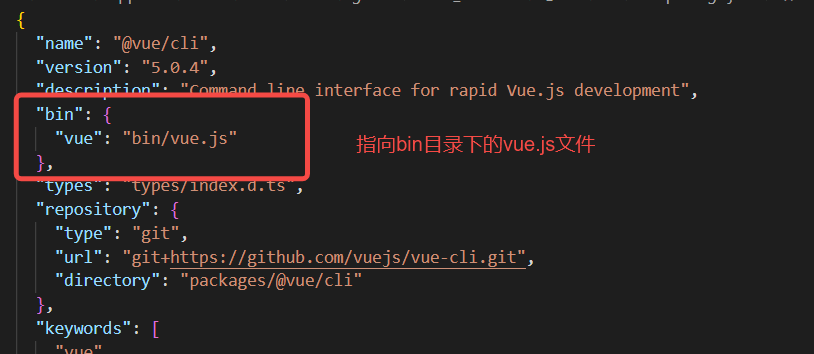 {
"name": "@vue/cli",
"version": "5.0.4",
"description": "Command line interface for rapid Vue.js development",
"bin": {
"vue": "bin/vue.js"
指向bin目录下的vue.js文件
},
"types": "types/index.d.ts",
"repository": {
"type": "git",
"url": "git+https://github.com/vuejs/vue-cli.git",
"directory": "packages/@vue/cli"
},
"keywords": [
"vue"